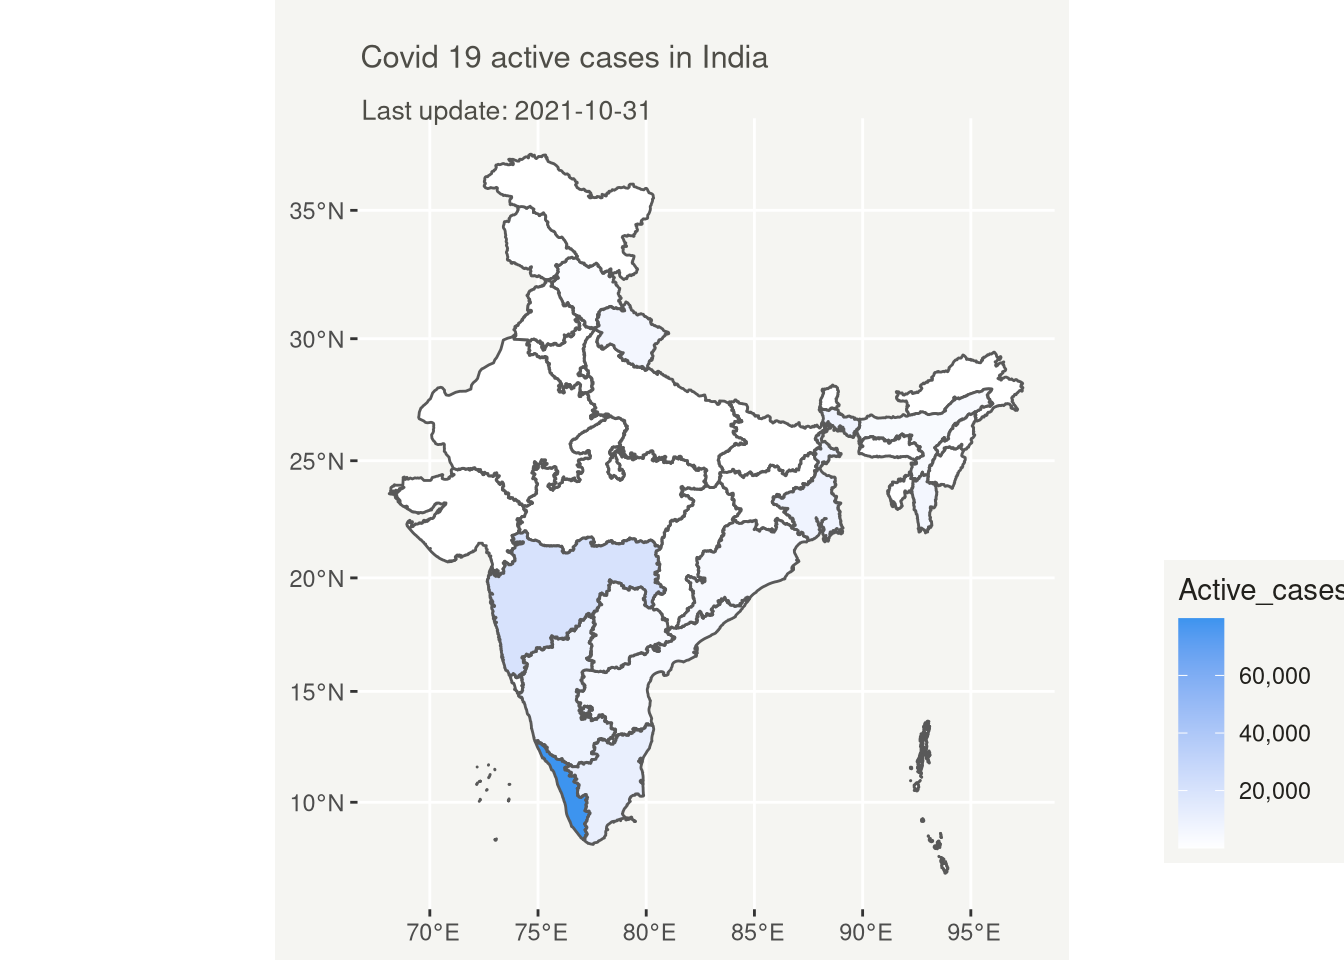 Covid 19 active cases in India
Last update: 2021-10-31
35°N
30°N
25°N
20°N
15°N
10°N
70°E
75°E
80°E
85°E
90°E
95°E
Active_cases
60,000
40,000
20,000